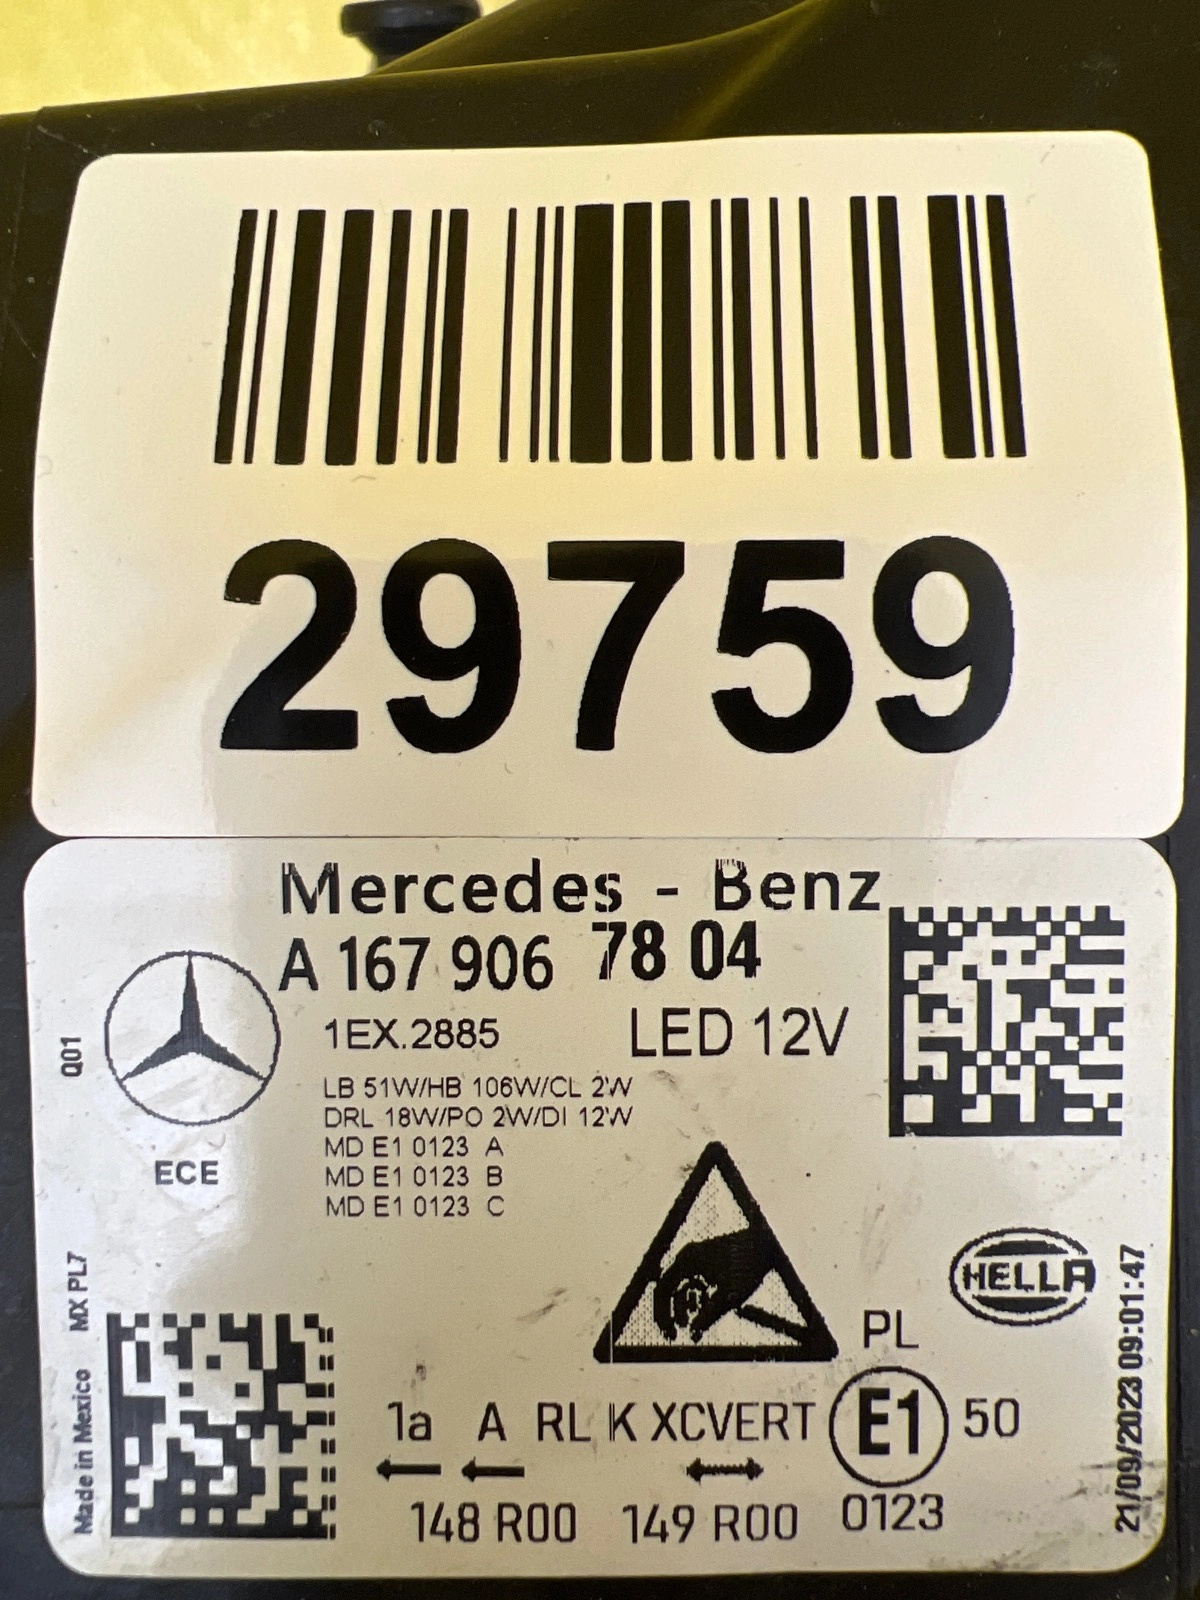 29759
Mercedes - Benz
A 167 906 78 04
1EX.2885 LED 12V
LB 51W/HB 106W/CL 2W
DRL 18W/PO 2W/DI 12W
MD E1 0123 A
MD E1 0123 B
MD E1 0123 C
Q01
ECE
Made in Mexico MX PL7
HELLA
PL
1a A RL K XCVERT E1 50
148 R00 149 R00 0123
21/09/2023 09:01:47